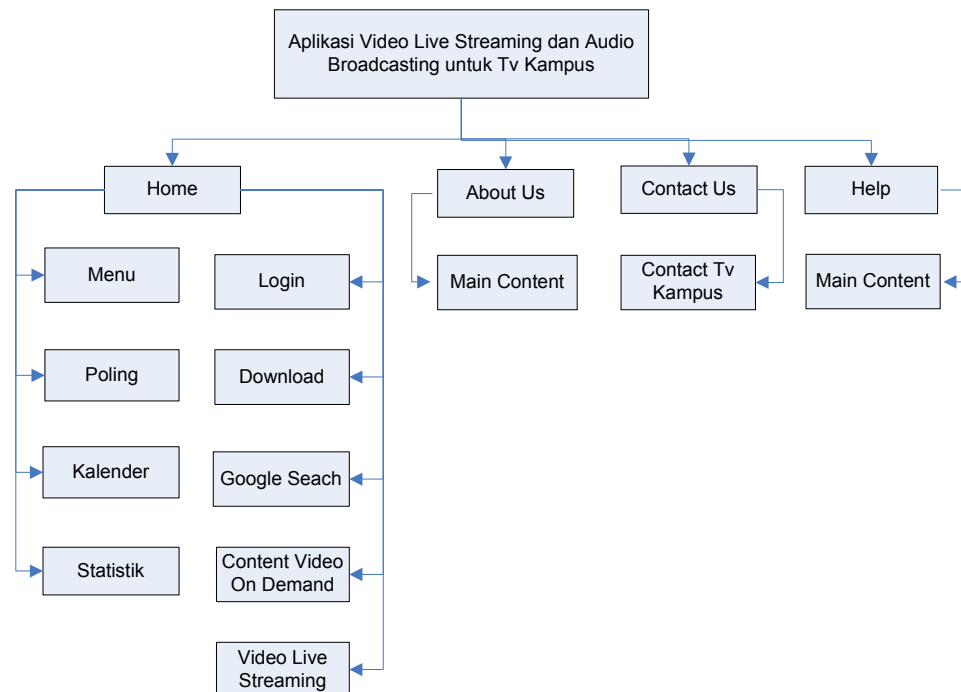 Aplikasi Video Live Streaming dan Audio
Broadcasting untuk Tv Kampus
Home
About Us
Contact Us
Help
Menu
Login
Main Content
Contact Tv
Kampus
Main Content
Poling
Download
Kalender
Google Seach
Statistik
Content Video
On Demand
Video Live
Streaming